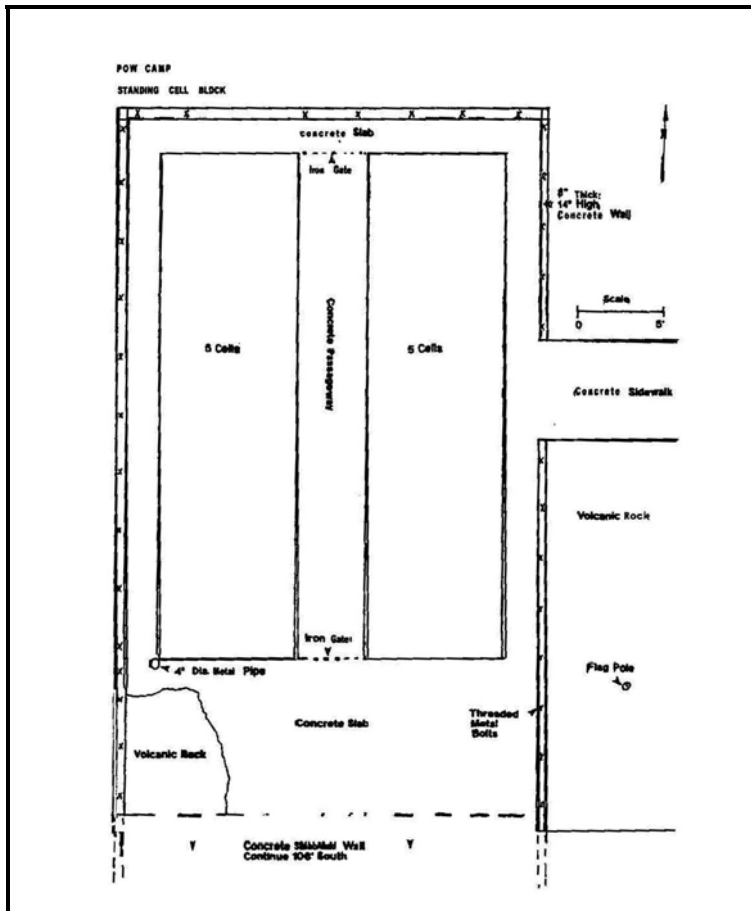 POW CAMP
STANDING CELL BLOCK
Concrete Slab
Iron Gate
8" Thick
14" High
Concrete Wall
Scale
0 5'
Concrete Passageway
5 Cells
5 Cells
Concrete Sidewalk
Volcanic Rock
Iron Gate
4" Dia. Metal Pipe
Flag Pole
Concrete Slab
Threaded
Metal
Bolts
Volcanic Rock
Concrete Wall
Continue 106' South